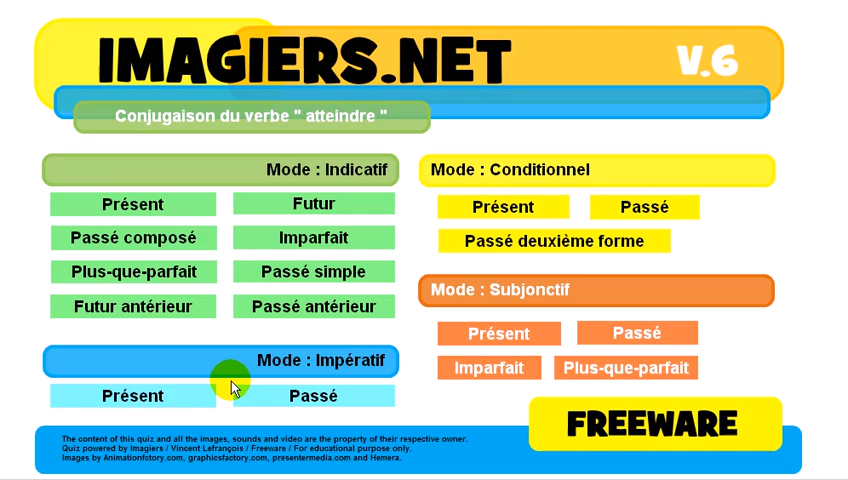 IMAGIERS.NET
V.6
Conjugaison du verbe " atteindre "
Mode : Indicatif
Présent
Futur
Passé composé
Imparfait
Plus-que-parfait
Passé simple
Futur antérieur
Passé antérieur
Mode : Impératif
Présent
Passé
Mode : Conditionnel
Présent
Passé
Passé deuxième forme
Mode : Subjonctif
Présent
Passé
Imparfait
Plus-que-parfait
FREEWARE
The content of this quiz and all the images, sounds and video are the property of their respective owner.
Quiz powered by Imagiers / Vincent Lefrançois / Freeware / For educational purpose only.
Images by Animationfctory.com, graphicsfactory.com, presentermedia.com and Hemera.